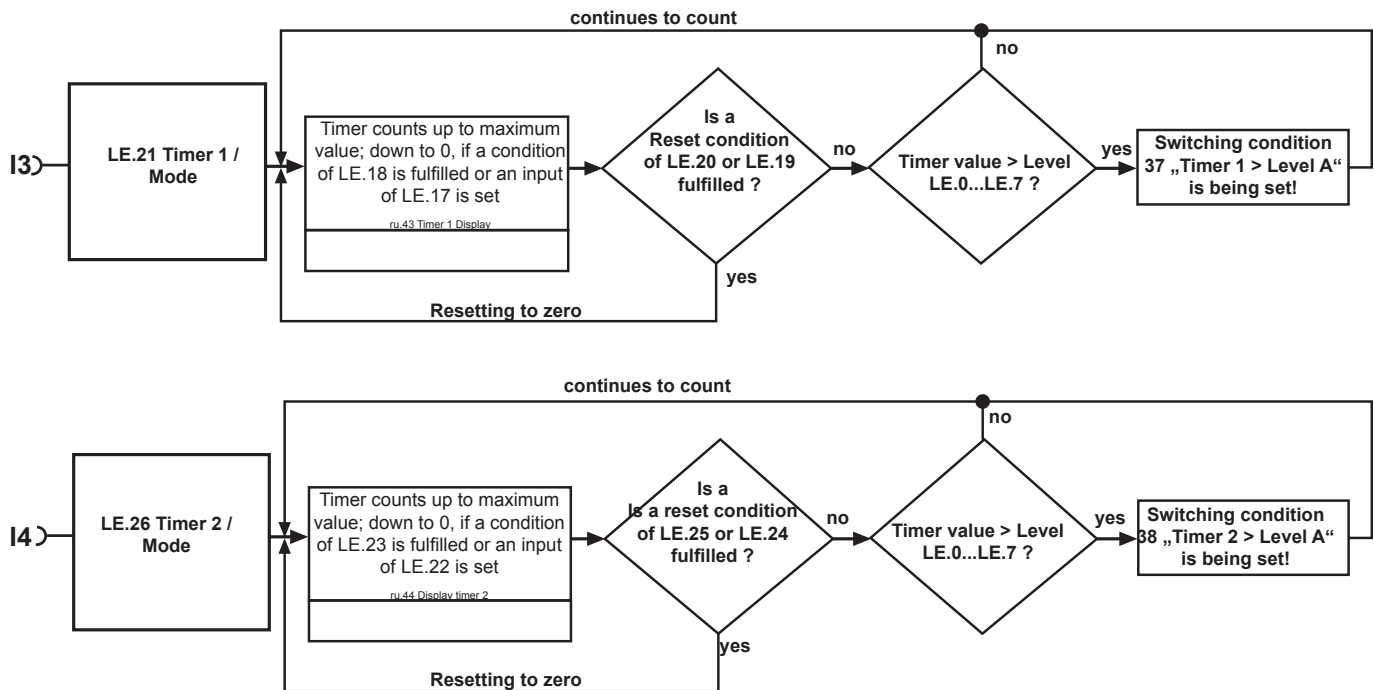 continues to count
no
I3
LE.21 Timer 1 /
Mode
Timer counts up to maximum
value; down to 0, if a condition
of LE.18 is fulfilled or an input
of LE.17 is set
ru.43 Timer 1 Display
Is a
Reset condition
of LE.20 or LE.19
fulfilled ?
no
Timer value > Level
LE.0...LE.7 ?
yes
Switching condition
37 „Timer 1 > Level A“
is being set!
yes
Resetting to zero
continues to count
no
I4
LE.26 Timer 2 /
Mode
Timer counts up to maximum
value; down to 0, if a condition
of LE.23 is fulfilled or an input
of LE.22 is set
ru.44 Display timer 2
Is a
Is a reset condition
of LE.25 or LE.24
fulfilled ?
no
Timer value > Level
LE.0...LE.7 ?
yes
Switching condition
38 „Timer 2 > Level A“
is being set!
yes
Resetting to zero